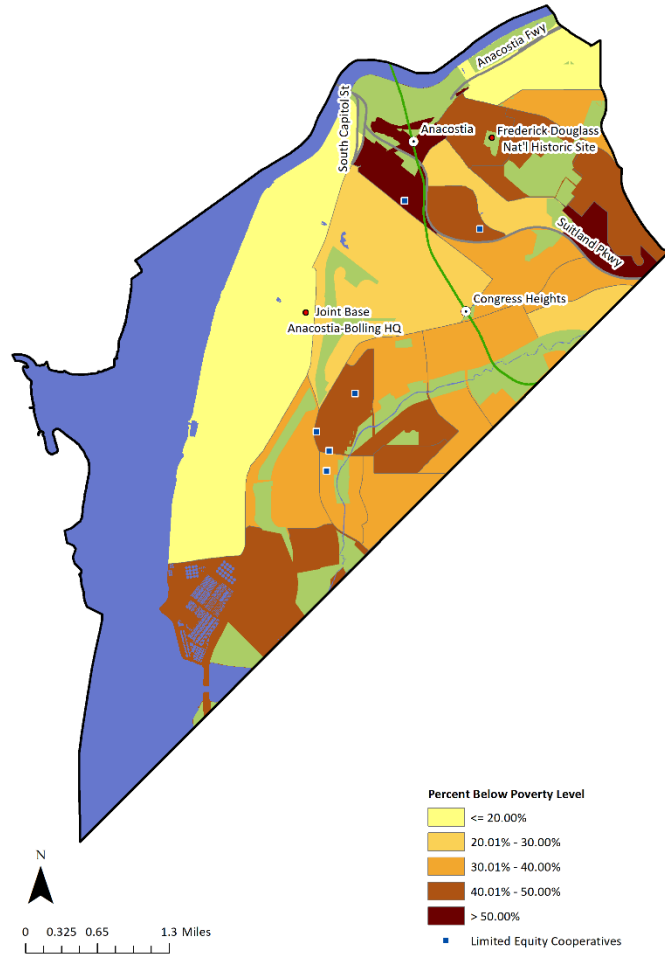 Anacostia Fwy
South Capitol St
Anacostia
Frederick Douglass
Nat'l Historic Site
Suitland Pkwy
Congress Heights
Joint Base
Anacostia-Bolling HQ
Percent Below Poverty Level
<= 20.00%
20.01% - 30.00%
30.01% - 40.00%
40.01% - 50.00%
> 50.00%
Limited Equity Cooperatives
N
0 0.325 0.65 1.3 Miles